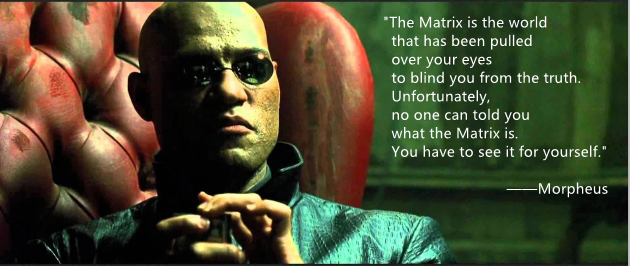 "The Matrix is the world
that has been pulled
over your eyes
to blind you from the truth.
Unfortunately,
no one can told you
what the Matrix is.
You have to see it for yourself."
——Morpheus